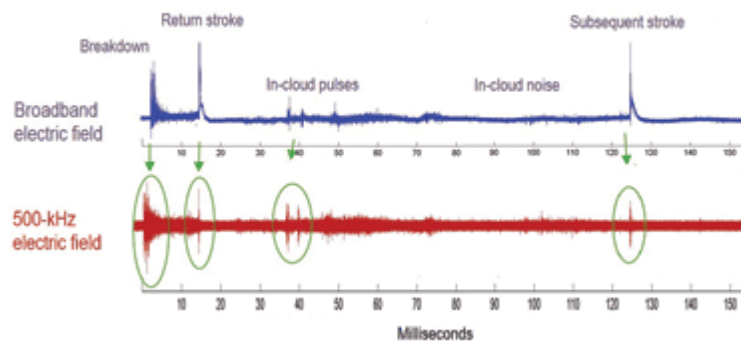 Return stroke
Subsequent stroke
Breakdown
In-cloud pulses
In-cloud noise
Broadband
electric field
10 20 30 40 50 60 70 80 90 100 110 120 130 140 150
500-kHz
electric field
10 20 30 40 50 60 70 80 90 100 110 120 130 140 150
Milliseconds